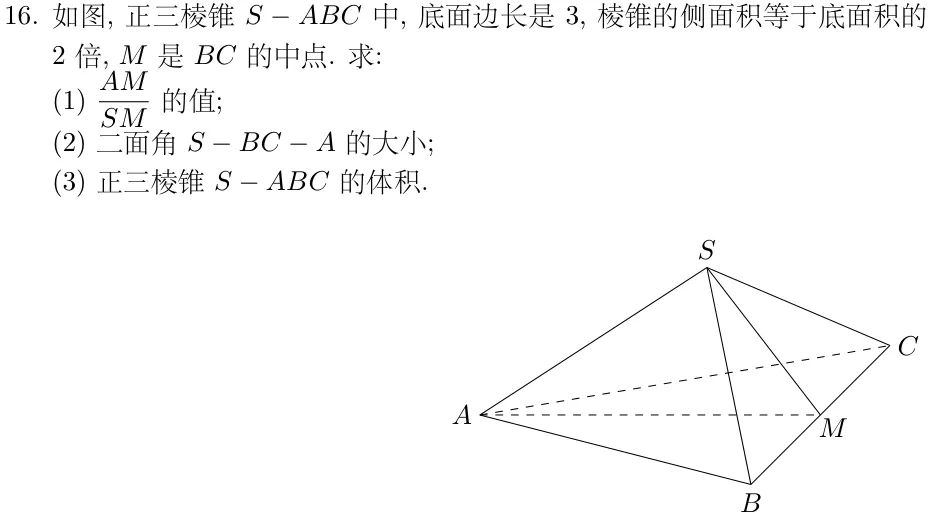 16. 如图, 正三棱锥 S − ABC 中, 底面边长是 3, 棱锥的侧面积等于底面积的
2 倍, M 是 BC 的中点. 求:
(1) AM/SM 的值;
(2) 二面角 S − BC − A 的大小;
(3) 正三棱锥 S − ABC 的体积.
S
C
A
M
B